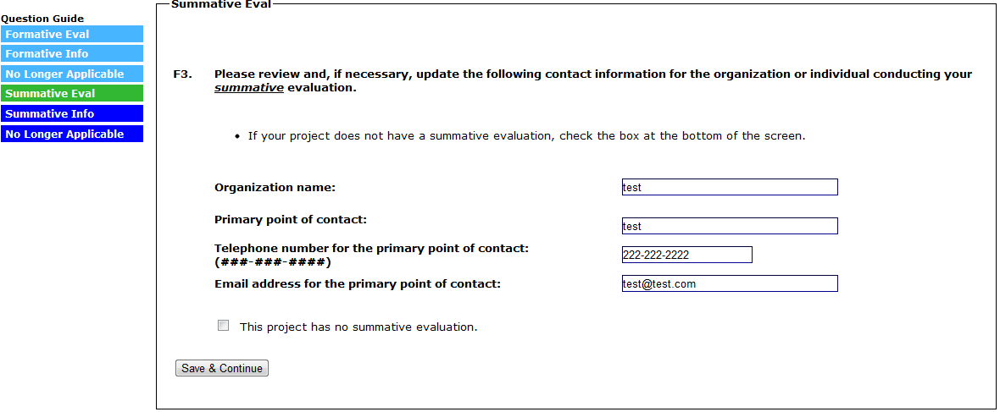 Summative Eval
Question Guide
Formative Eval
Formative Info
No Longer Applicable
Summative Eval
Summative Info
No Longer Applicable
F3. Please review and, if necessary, update the following contact information for the organization or individual conducting your
summative evaluation.
• If your project does not have a summative evaluation, check the box at the bottom of the screen.
Organization name: test
Primary point of contact: test
Telephone number for the primary point of contact:
(###-###-####) 222-222-2222
Email address for the primary point of contact: test@test.com
This project has no summative evaluation.
Save & Continue